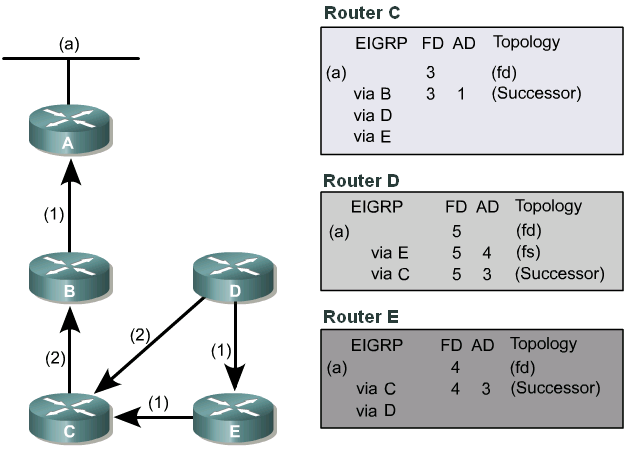 (a)
A
(1)
B
D
(2)
(2)
(1)
(1)
C
E
Router C
EIGRP FD AD Topology
(a) 3 (fd)
via B 3 1 (Successor)
via D
via E
Router D
EIGRP FD AD Topology
(a) 5 (fd)
via E 5 4 (fs)
via C 5 3 (Successor)
Router E
EIGRP FD AD Topology
(a) 4 (fd)
via C 4 3 (Successor)
via D